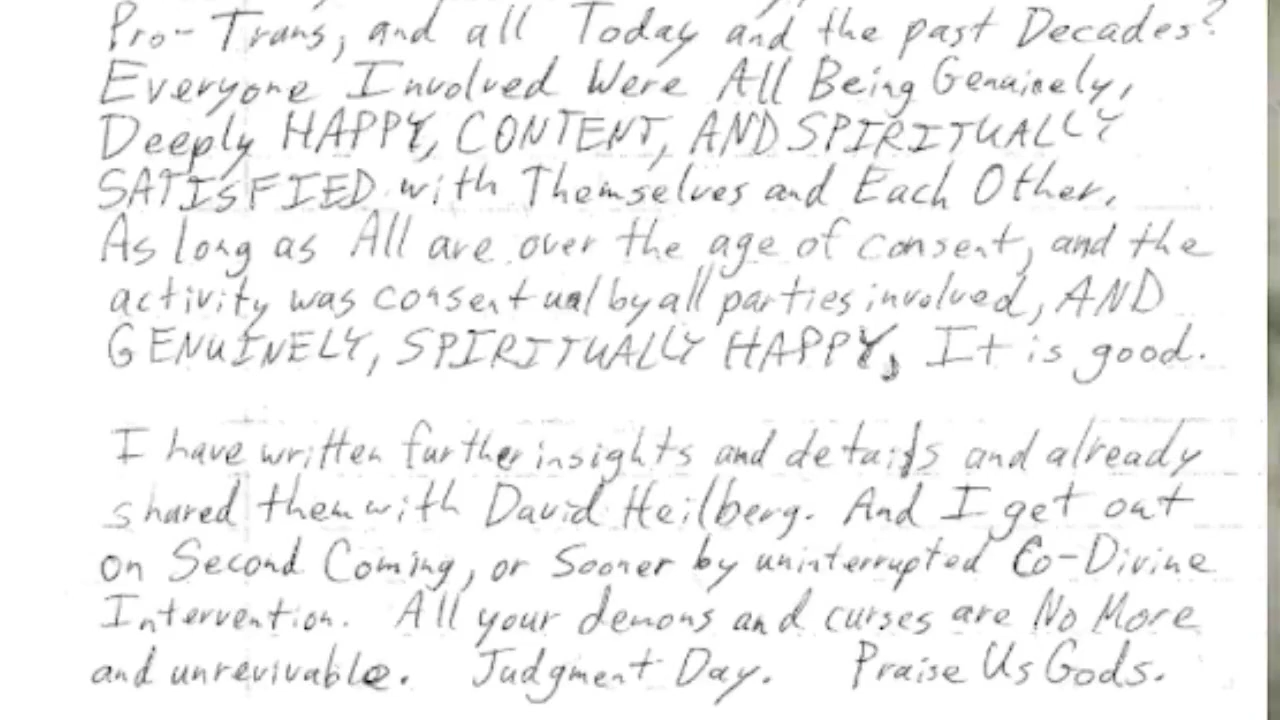 Pro-Trans, and all Today and the past Decades?
Everyone Involved Were All Being Genuinely,
Deeply HAPPY, CONTENT, AND SPIRITUALLY
SATISFIED with Themselves and Each Other.
As long as All are over the age of consent, and the
activity was consentual by all parties involved, AND
GENUINELY, SPIRITUALLY HAPPY, It is good.
I have written further insights and details and already
shared them with David Heilberg. And I get out
on Second Coming, or Sooner by uninterrupted Co-Divine
Intervention. All your demons and curses are No More
and unrevivable. Judgment Day. Praise Us Gods.